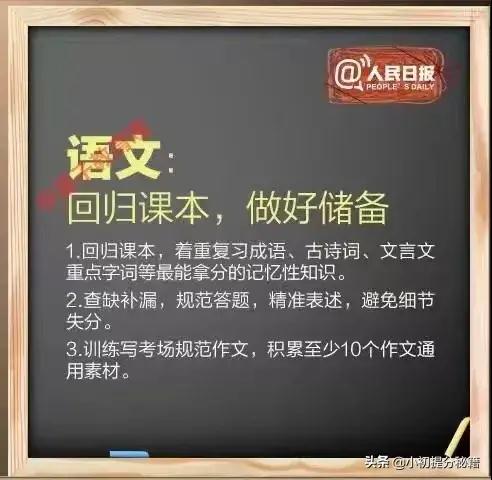 @人民日报
PEOPLE'S DAILY
语文:
回归课本，做好储备
1.回归课本，着重复习成语、古诗词、文言文
重点字词等最能拿分的记忆性知识。
2.查缺补漏，规范答题，精准表述，避免细节
失分。
3.训练写考场规范作文，积累至少10个作文通
用素材。
头条 @小初提分秘籍